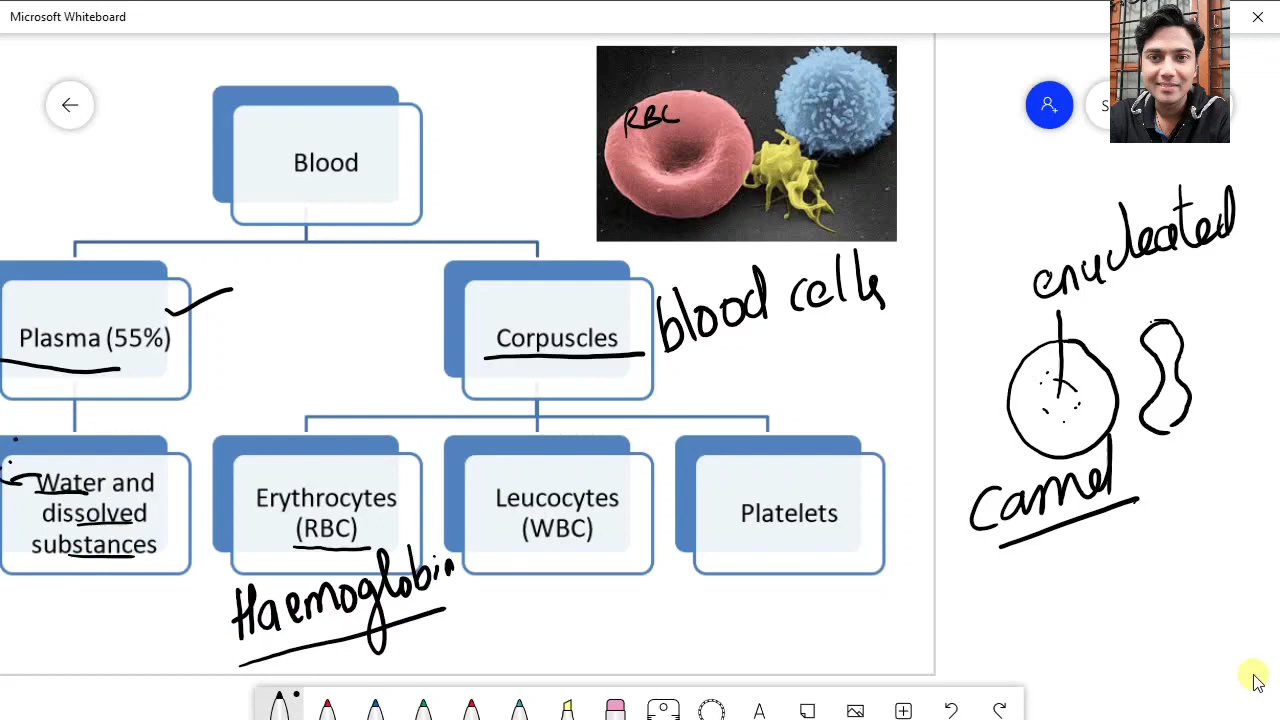 Microsoft Whiteboard
Blood
RBC
S
enucleated
Plasma (55%)
Corpuscles
blood cells
Water and
dissolved
substances
Erythrocytes
(RBC)
Leucocytes
(WBC)
Platelets
camel
Haemoglobin